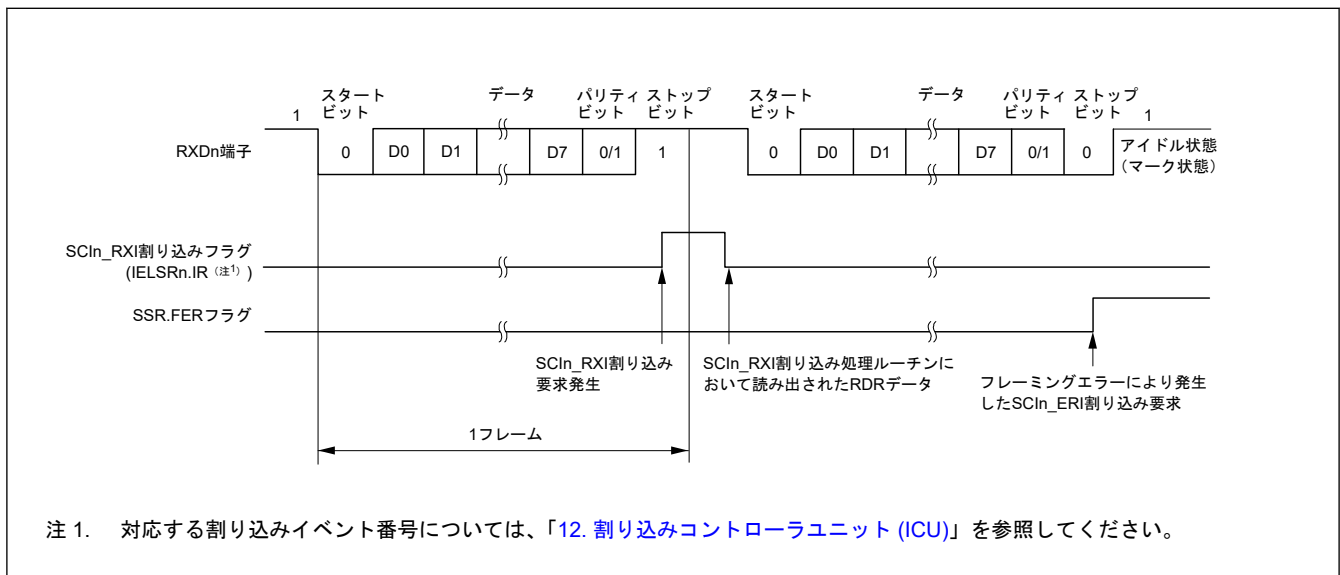 スタート
ビット
データ
パリティ
ビット
ストップ
ビット
スタート
ビット
データ
パリティ
ビット
ストップ
ビット
1
1
RXDn端子
0
D0
D1
D7
0/1
1
0
D0
D1
D7
0/1
0
アイドル状態
(マーク状態)
SCIn_RXI割り込みフラグ
(IELSRn.IR (注1) )
SSR.FERフラグ
SCIn_RXI割り込み
要求発生
SCIn_RXI割り込み処理ルーチンに
おいて読み出されたRDRデータ
フレーミングエラーにより発生
したSCIn_ERI割り込み要求
1フレーム
注 1. 対応する割り込みイベント番号については、「12. 割り込みコントローラユニット (ICU)」を参照してください。